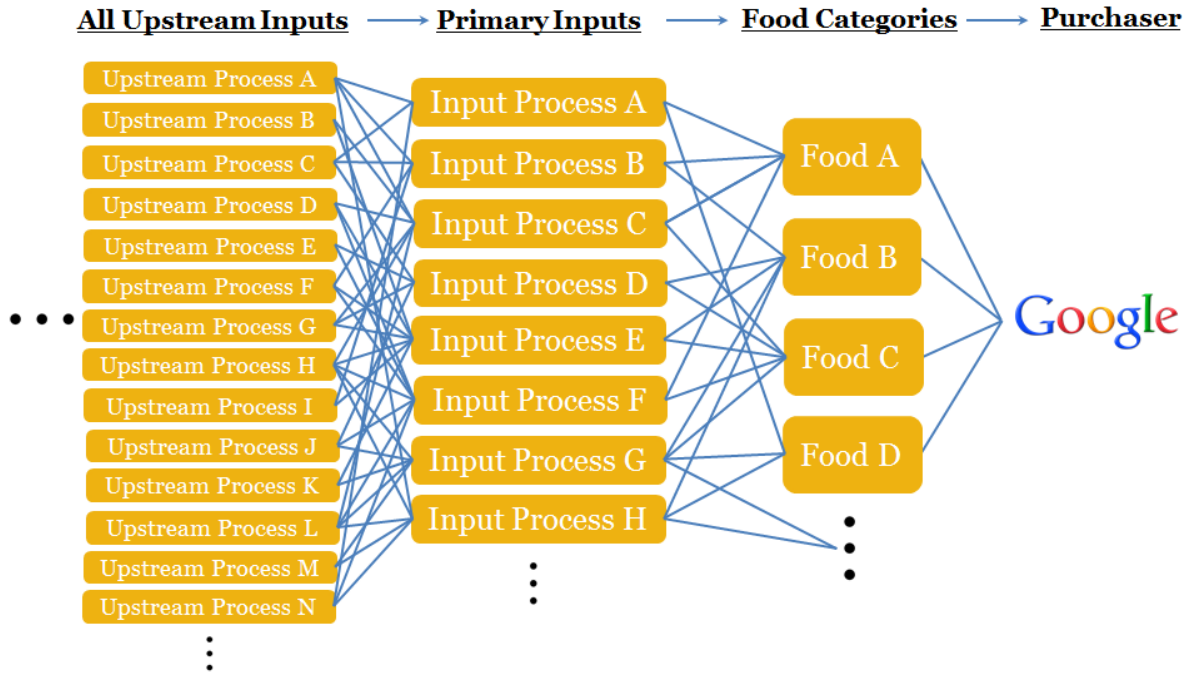 All Upstream Inputs
Primary Inputs
Food Categories
Purchaser
Upstream Process A
Upstream Process B
Upstream Process C
Upstream Process D
Upstream Process E
Upstream Process F
Upstream Process G
Upstream Process H
Upstream Process I
Upstream Process J
Upstream Process K
Upstream Process L
Upstream Process M
Upstream Process N
Input Process A
Input Process B
Input Process C
Input Process D
Input Process E
Input Process F
Input Process G
Input Process H
Food A
Food B
Food C
Food D
Google